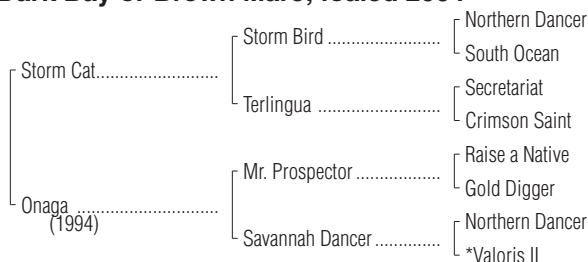 Dark Bay or Brown Mare; foaled
Northern Dancer
Storm Bird ........................
South Ocean
Storm Cat..........................
Secretariat
Terlingua ..........................
Crimson Saint
Raise a Native
Mr. Prospector ..................
Gold Digger
Onaga ..............................
(1994)
Northern Dancer
Savannah Dancer..............
*Valoris II